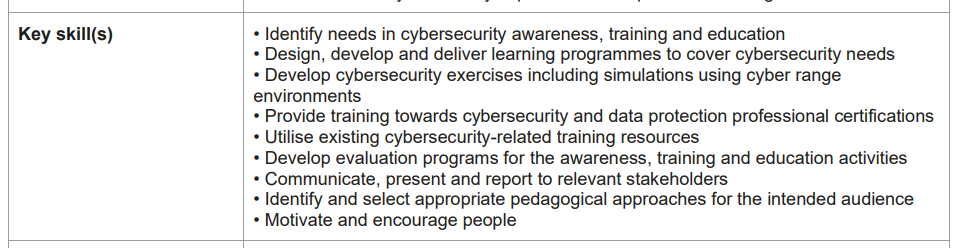 Key skill(s)
• Identify needs in cybersecurity awareness, training and education
• Design, develop and deliver learning programmes to cover cybersecurity needs
• Develop cybersecurity exercises including simulations using cyber range
environments
• Provide training towards cybersecurity and data protection professional certifications
• Utilise existing cybersecurity-related training resources
• Develop evaluation programs for the awareness, training and education activities
• Communicate, present and report to relevant stakeholders
• Identify and select appropriate pedagogical approaches for the intended audience
• Motivate and encourage people